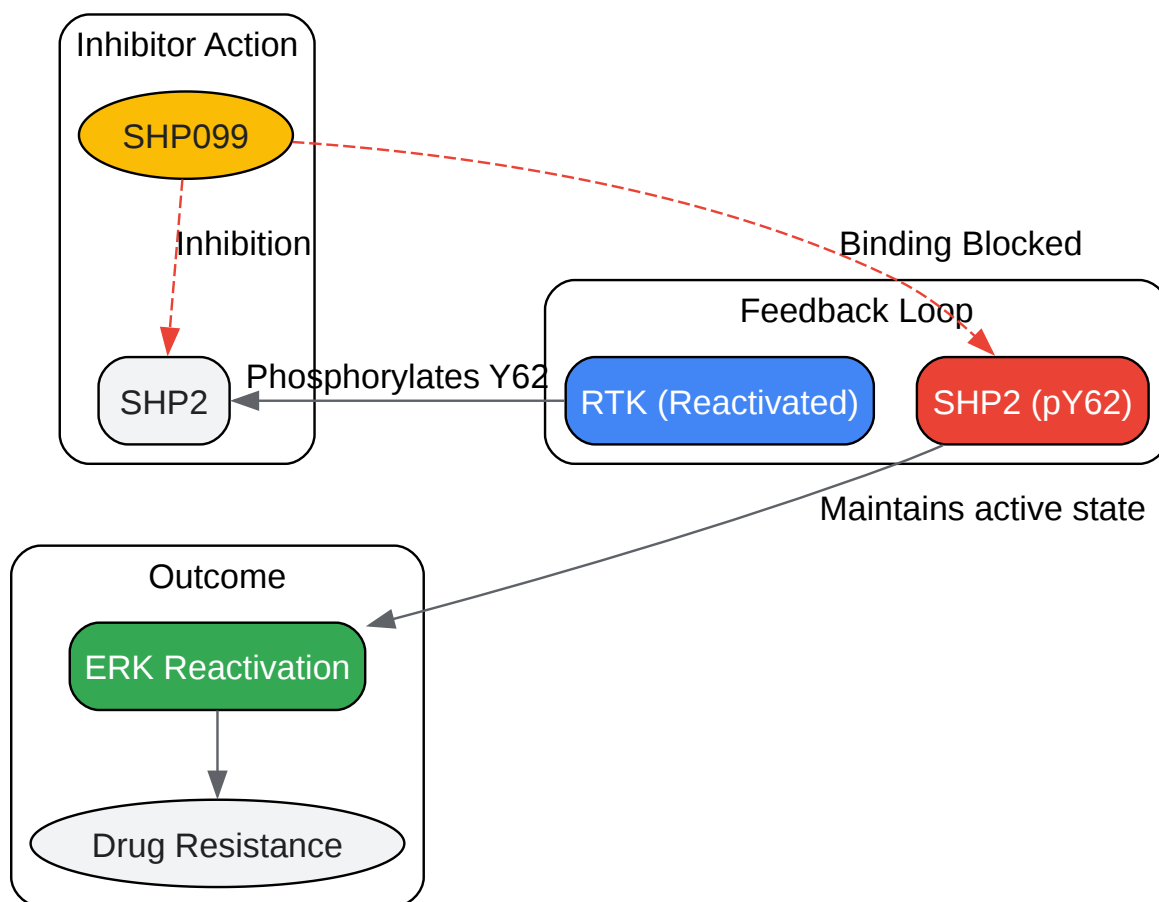 Inhibitor Action
SHP099
Inhibition
Binding Blocked
Feedback Loop
Phosphorylates Y62
SHP2
RTK (Reactivated)
SHP2 (pY62)
Maintains active state
Outcome
ERK Reactivation
Drug Resistance